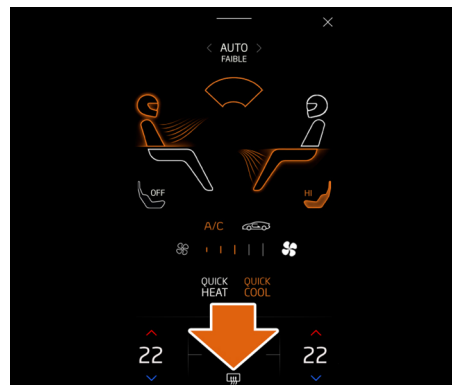 AUTO
FAIBLE
OFF
HI
A/C
QUICK HEAT
QUICK COOL
22
22